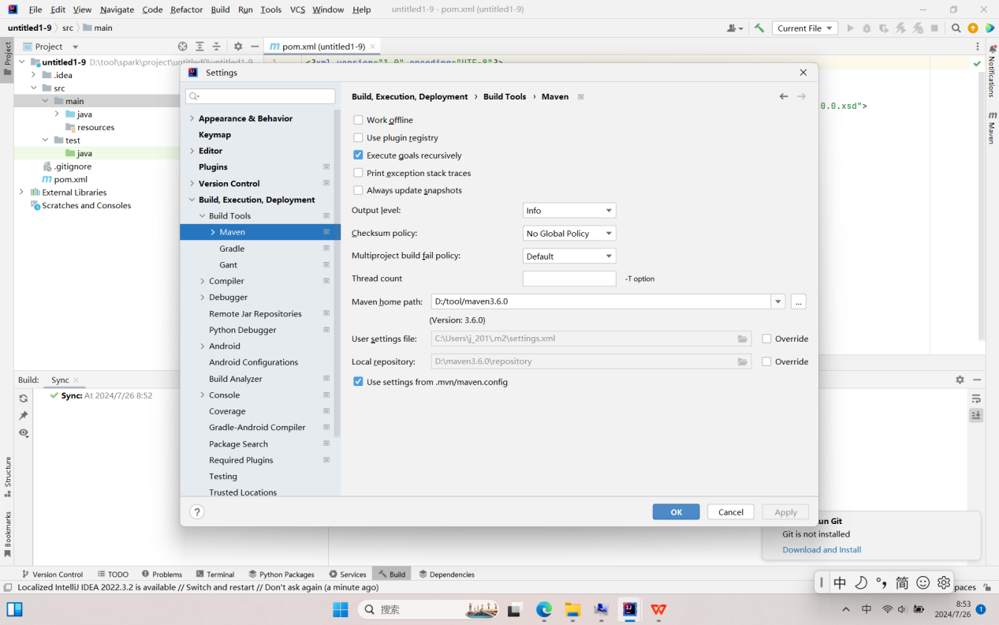 File Edit View Navigate Code Refactor Build Run Tools VCS Window Help untitled1-9 - pom.xml (untitled1-9)
untitled1-9 src main Current File
Project pom.xml (untitled1-9)
untitled1-9 D:\tool\spark\project\untitled0\untitled1-9 1 <?xml version="1.0" encoding="UTF-8"?>
.idea
src
main
java
resources
test
java
.gitignore
pom.xml
External Libraries
Scratches and Consoles
0.0.xsd">
Project
Structure
Bookmarks
Notifications
Maven
Settings
Appearance & Behavior
Keymap
Editor
Plugins
Version Control
Build, Execution, Deployment
Build Tools
Maven
Gradle
Gant
Compiler
Debugger
Remote Jar Repositories
Python Debugger
Android
Android Configurations
Build Analyzer
Console
Coverage
Gradle-Android Compiler
Package Search
Required Plugins
Testing
Trusted Locations
Build, Execution, Deployment › Build Tools › Maven
Work offline
Use plugin registry
Execute goals recursively
Print exception stack traces
Always update snapshots
Output level: Info
Checksum policy: No Global Policy
Multiproject build fail policy: Default
Thread count -T option
Maven home path: D:/tool/maven3.6.0 ...
(Version: 3.6.0)
User settings file: C:\Users\j_201\.m2\settings.xml Override
Local repository: D:\maven3.6.0\repository Override
Use settings from .mvn/maven.config
? OK Cancel Apply
Build: Sync
Sync: At 2024/7/26 8:52
un Git
Git is not installed
Download and Install
Version Control TODO Problems Terminal Python Packages Services Build Dependencies
Localized IntelliJ IDEA 2022.3.2 is available // Switch and restart // Don't ask again (a minute ago) paces
中 简
搜索 中 8:53
2024/7/26 1